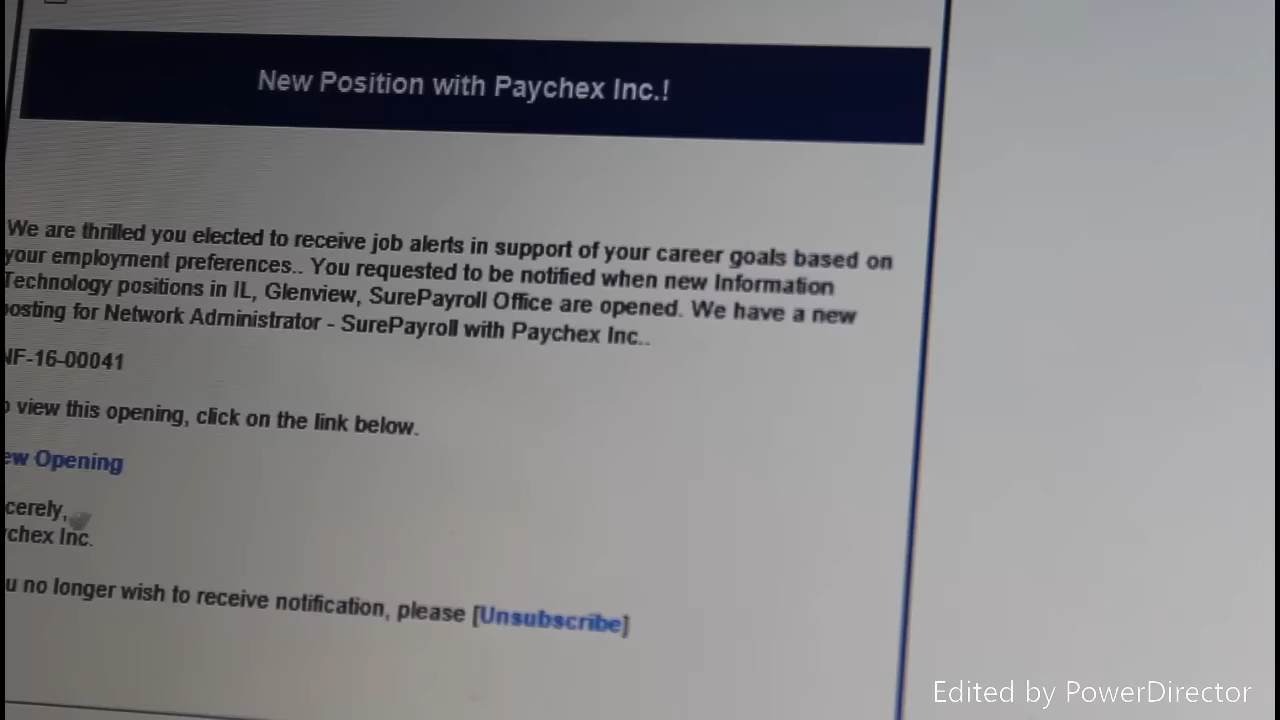 New Position with Paychex Inc.!
We are thrilled you elected to receive job alerts in support of your career goals based on
your employment preferences.. You requested to be notified when new Information
Technology positions in IL, Glenview, SurePayroll Office are opened. We have a new
posting for Network Administrator - SurePayroll with Paychex Inc..
NF-16-00041
o view this opening, click on the link below.
ew Opening
cerely,
ychex Inc.
u no longer wish to receive notification, please [Unsubscribe]
Edited by PowerDirector